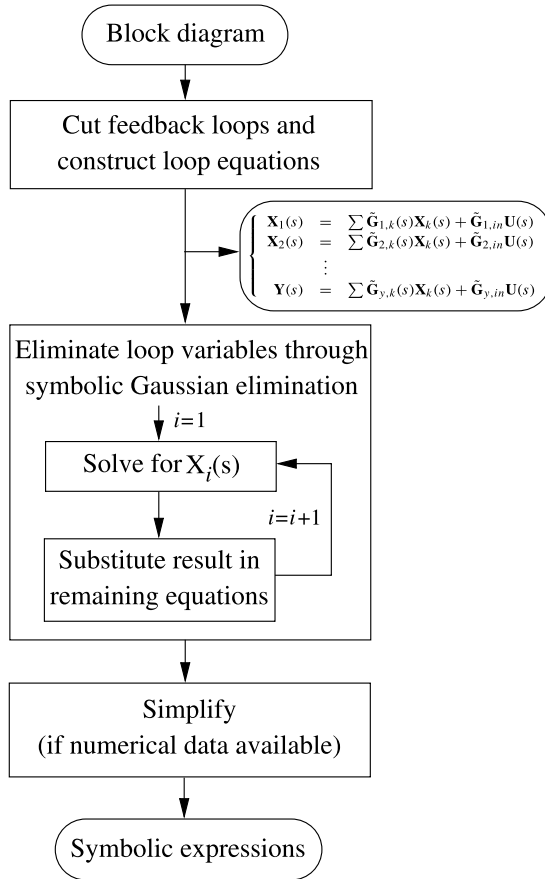 Block diagram
Cut feedback loops and
construct loop equations
X₁(s) = ∑ G̃₁,ₖ(s)Xₖ(s) + G̃₁,ᵢₙU(s)
X₂(s) = ∑ G̃₂,ₖ(s)Xₖ(s) + G̃₂,ᵢₙU(s)
⋮
Y(s) = ∑ G̃_{y,k}(s)Xₖ(s) + G̃_{y,in}U(s)
Eliminate loop variables through
symbolic Gaussian elimination
i=1
Solve for Xᵢ(s)
i=i+1
Substitute result in
remaining equations
Simplify
(if numerical data available)
Symbolic expressions